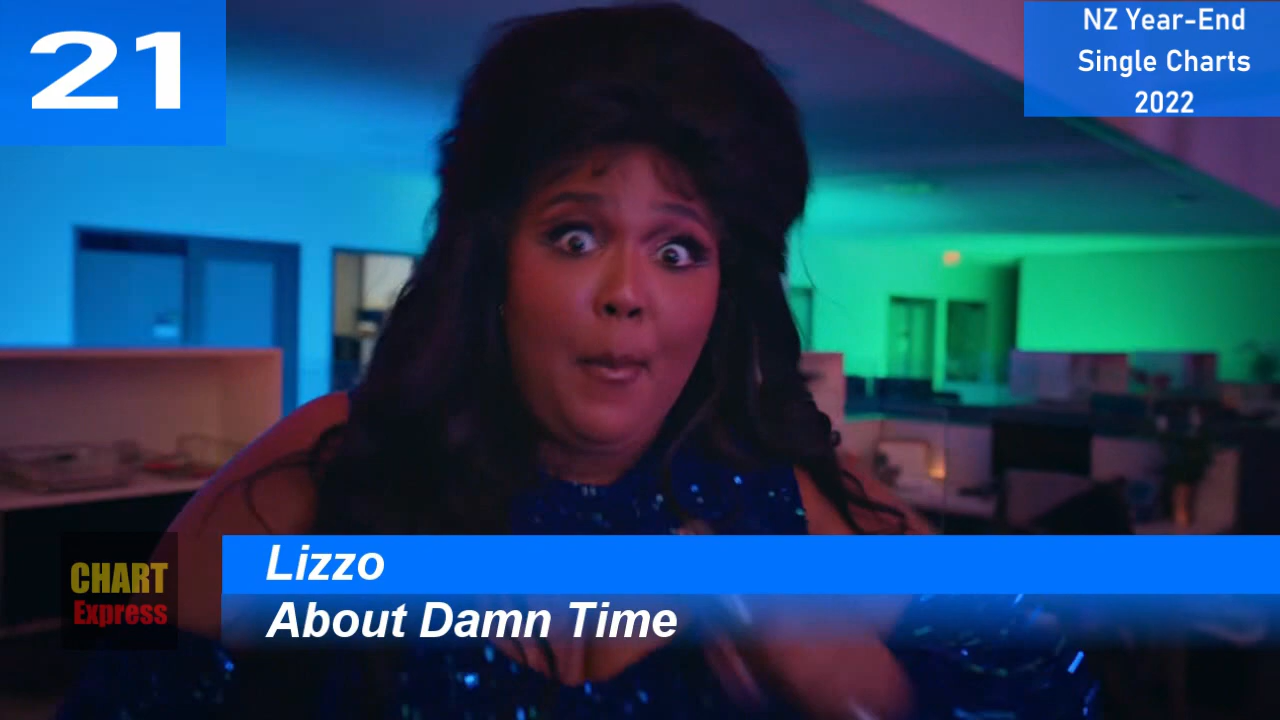 21
NZ Year-End
Single Charts
2022
Lizzo
About Damn Time
CHART
Express